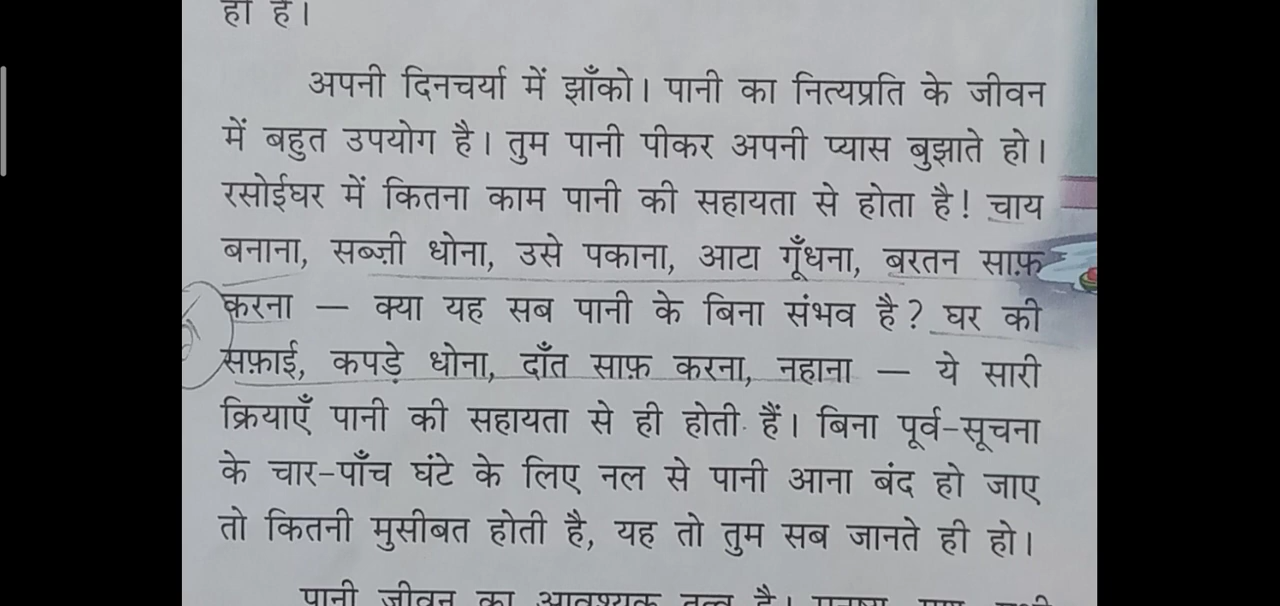 हो है।
अपनी दिनचर्या में झाँको। पानी का नित्यप्रति के जीवन
में बहुत उपयोग है। तुम पानी पीकर अपनी प्यास बुझाते हो।
रसोईघर में कितना काम पानी की सहायता से होता है! चाय
बनाना, सब्ज़ी धोना, उसे पकाना, आटा गूँधना, बरतन साफ़
करना — क्या यह सब पानी के बिना संभव है? घर की
सफ़ाई, कपड़े धोना, दाँत साफ़ करना, नहाना — ये सारी
क्रियाएँ पानी की सहायता से ही होती हैं। बिना पूर्व-सूचना
के चार-पाँच घंटे के लिए नल से पानी आना बंद हो जाए
तो कितनी मुसीबत होती है, यह तो तुम सब जानते ही हो।
पानी जीवन का आवश्यक तत्व है।